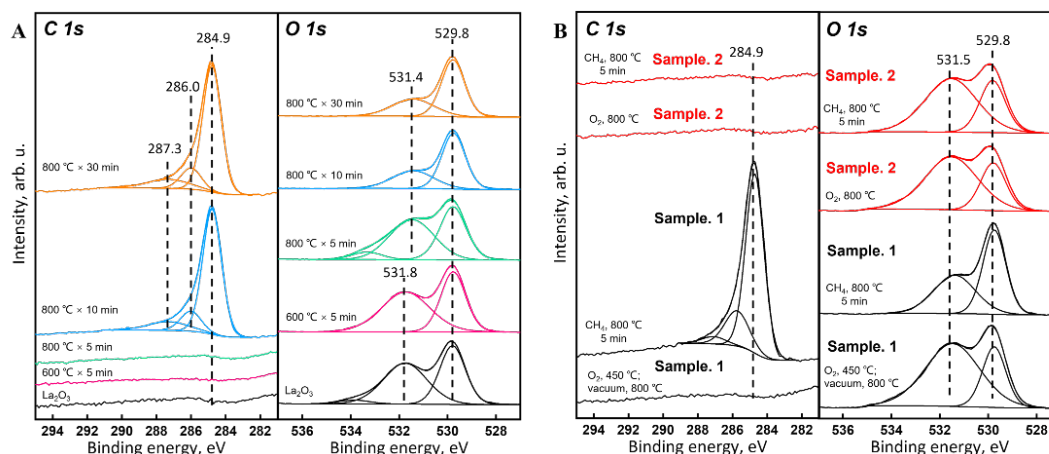 A
C 1s
284.9
286.0
287.3
800 ℃ × 30 min
800 ℃ × 10 min
800 ℃ × 5 min
600 ℃ × 5 min
La₂O₃
Intensity, arb. u.
294 292 290 288 286 284 282
Binding energy, eV
O 1s
529.8
531.4
800 ℃ × 30 min
800 ℃ × 10 min
800 ℃ × 5 min
531.8
600 ℃ × 5 min
La₂O₃
536 534 532 530 528
Binding energy, eV
B
C 1s
CH₄, 800 ℃
5 min
Sample. 2
284.9
Sample. 2
O₂, 800 ℃
Sample. 1
CH₄, 800 ℃
5 min
Sample. 1
O₂, 450 ℃;
vacuum, 800 ℃
Intensity, arb. u.
294 292 290 288 286 284 282
Binding energy, eV
O 1s
529.8
531.5
Sample. 2
CH₄, 800 ℃
5 min
Sample. 2
O₂, 800 ℃
Sample. 1
CH₄, 800 ℃
5 min
Sample. 1
O₂, 450 ℃;
vacuum, 800 ℃
536 534 532 530 528
Binding energy, eV